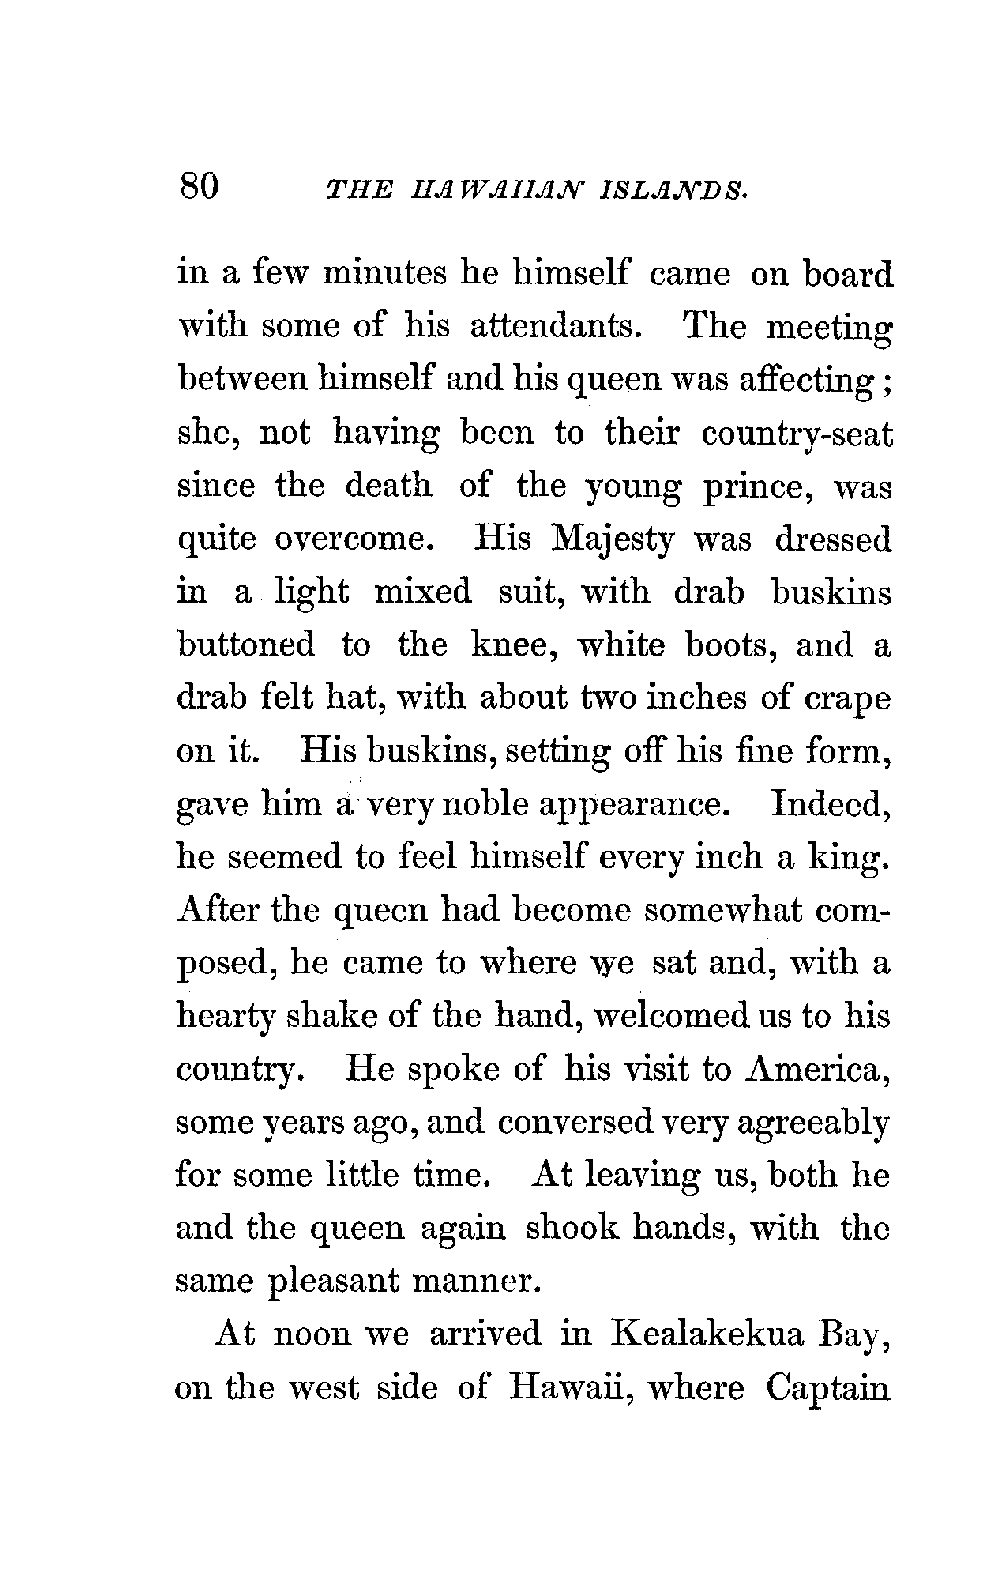 80 THE HAWAIIAN ISLANDS.
in a few minutes he himself came on board
with some of his attendants. The meeting
between himself and his queen was affecting;
she, not having been to their country-seat
since the death of the young prince, was
quite overcome. His Majesty was dressed
in a light mixed suit, with drab buskins
buttoned to the knee, white boots, and a
drab felt hat, with about two inches of crape
on it. His buskins, setting off his fine form,
gave him a very noble appearance. Indeed,
he seemed to feel himself every inch a king.
After the queen had become somewhat com-
posed, he came to where we sat and, with a
hearty shake of the hand, welcomed us to his
country. He spoke of his visit to America,
some years ago, and conversed very agreeably
for some little time. At leaving us, both he
and the queen again shook hands, with the
same pleasant manner.
At noon we arrived in Kealakekua Bay,
on the west side of Hawaii, where Captain